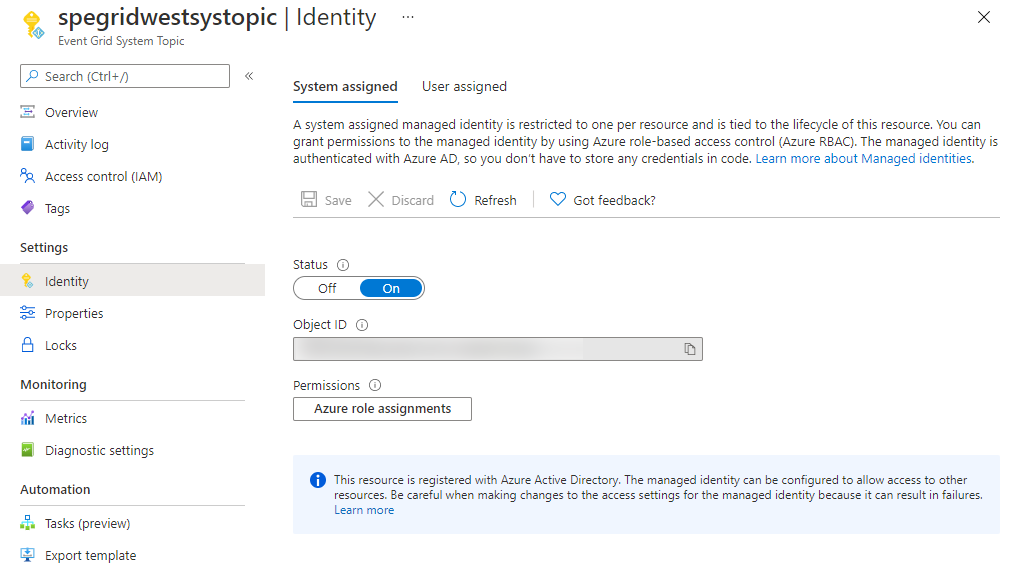 spegridwestsystopic | Identity ...
Event Grid System Topic
Search (Ctrl+/)
«
Overview
Activity log
Access control (IAM)
Tags
Settings
Identity
Properties
Locks
Monitoring
Metrics
Diagnostic settings
Automation
Tasks (preview)
Export template
System assigned User assigned
A system assigned managed identity is restricted to one per resource and is tied to the lifecycle of this resource. You can
grant permissions to the managed identity by using Azure role-based access control (Azure RBAC). The managed identity is
authenticated with Azure AD, so you don't have to store any credentials in code. Learn more about Managed identities.
Save Discard Refresh Got feedback?
Status
Off On
Object ID
Permissions
Azure role assignments
This resource is registered with Azure Active Directory. The managed identity can be configured to allow access to other
resources. Be careful when making changes to the access settings for the managed identity because it can result in failures.
Learn more